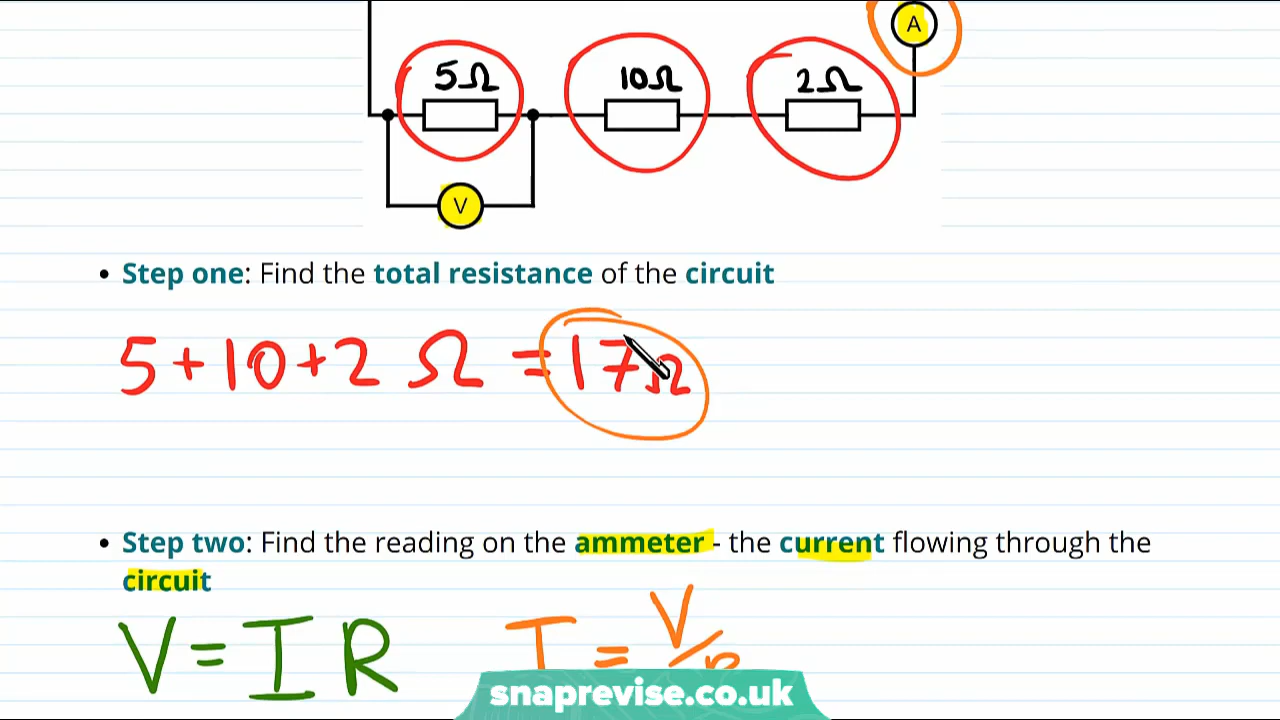 A
5Ω 10Ω 2Ω
V
• Step one: Find the total resistance of the circuit
5+10+2 Ω = 17Ω
• Step two: Find the reading on the ammeter - the current flowing through the
circuit
V = I R I = V/R
snaprevise.co.uk